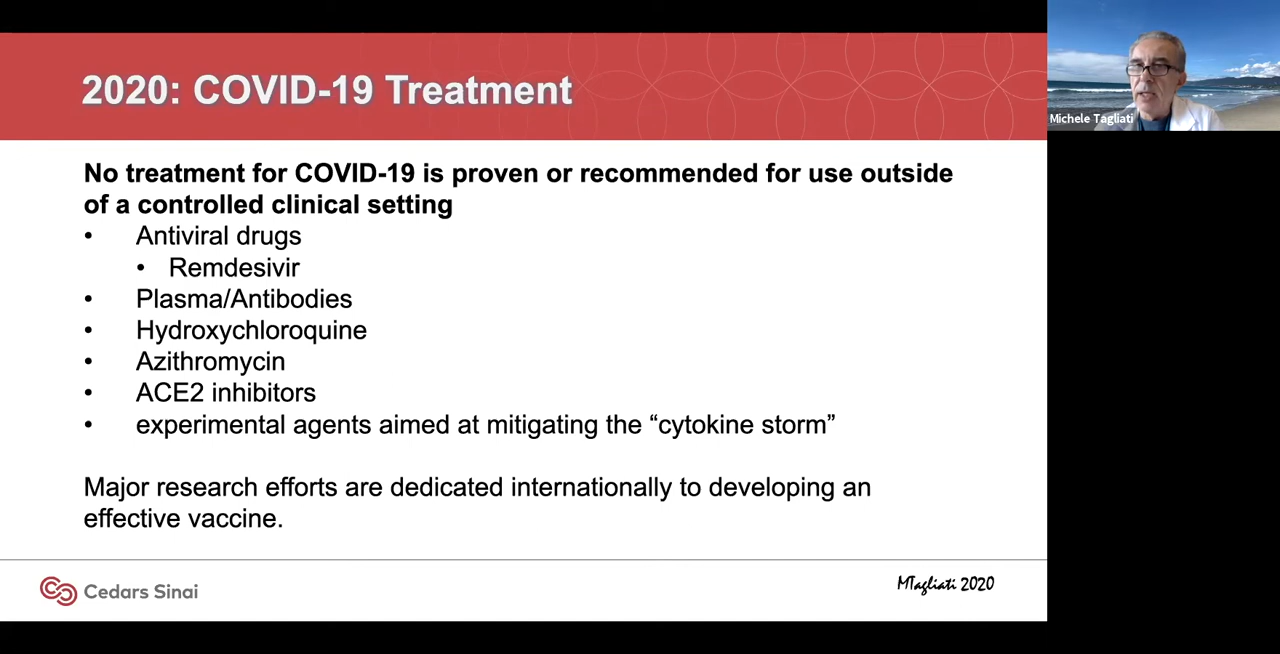 2020: COVID-19 Treatment
Michele Tagliati
No treatment for COVID-19 is proven or recommended for use outside
of a controlled clinical setting
• Antiviral drugs
• Remdesivir
• Plasma/Antibodies
• Hydroxychloroquine
• Azithromycin
• ACE2 inhibitors
• experimental agents aimed at mitigating the “cytokine storm”
Major research efforts are dedicated internationally to developing an
effective vaccine.
Cedars Sinai
MTagliati 2020